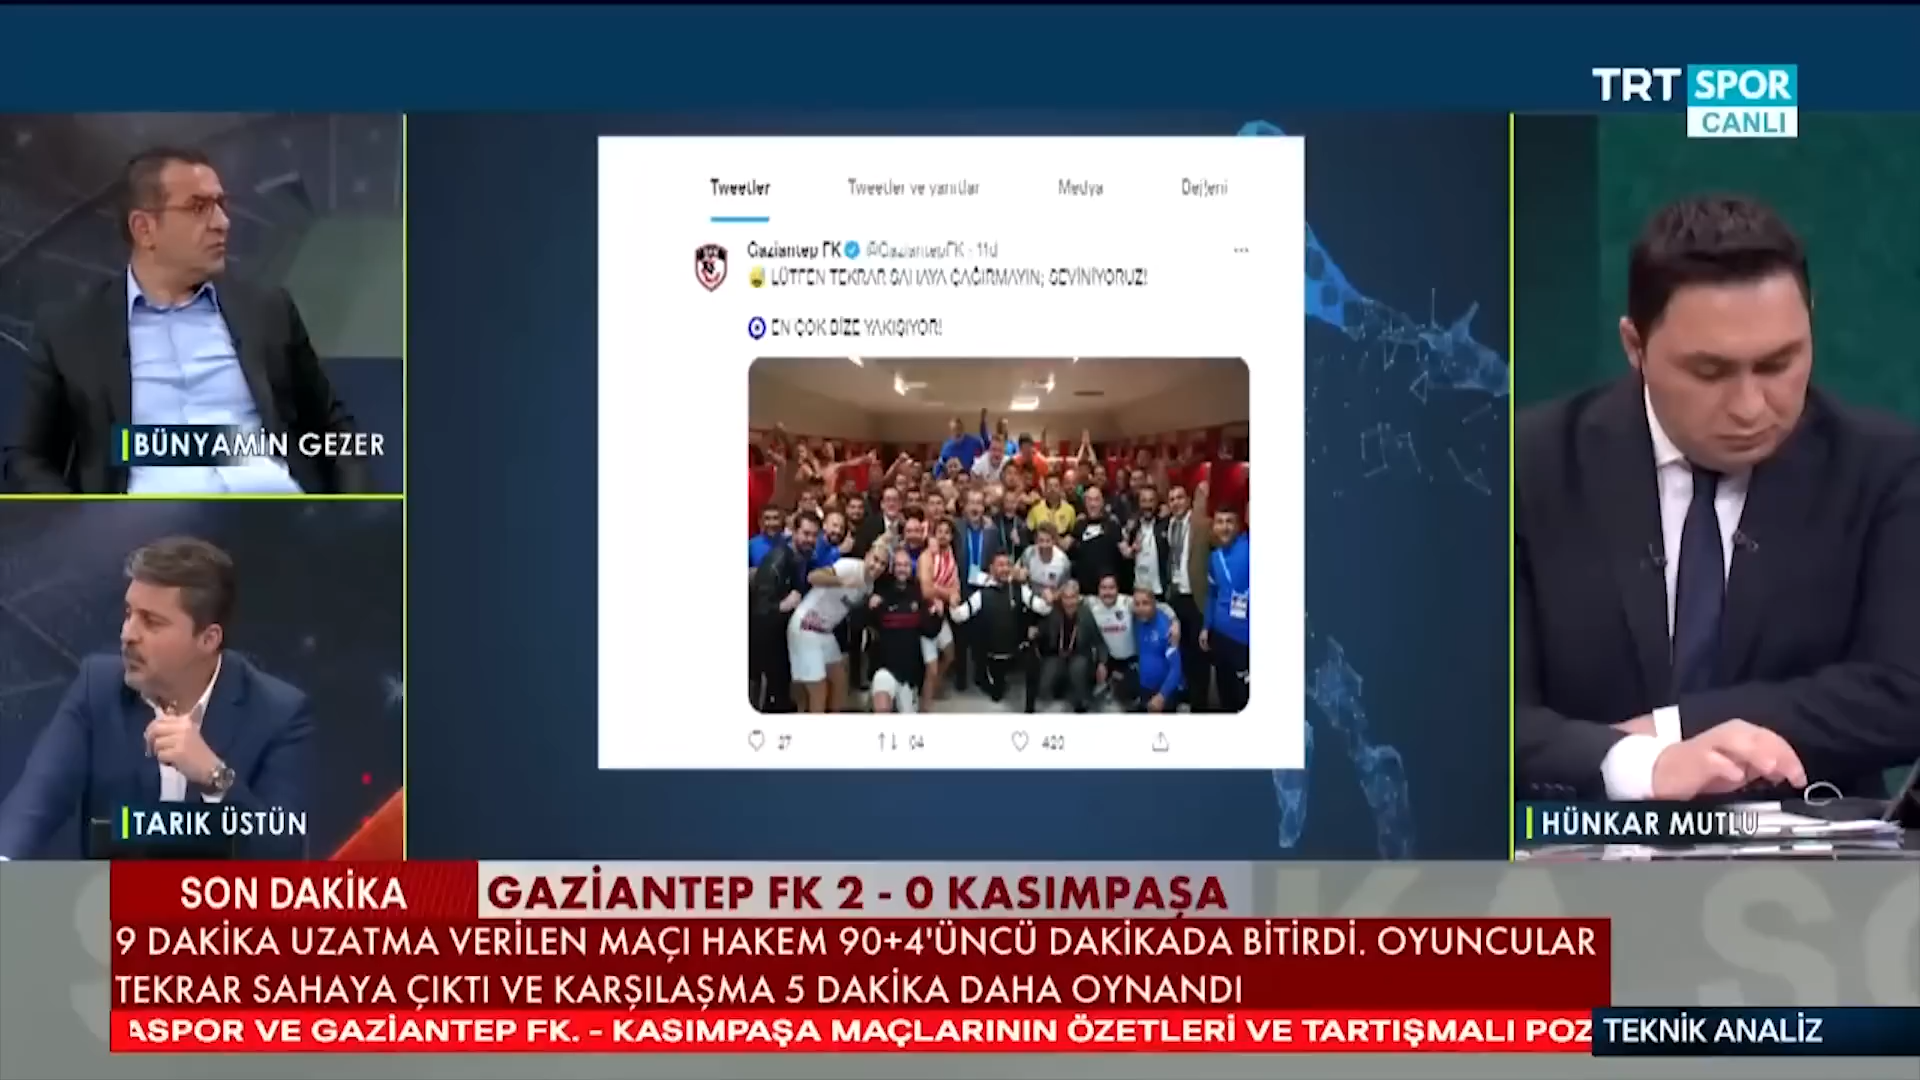 TRT SPOR
CANLI
Tweetler Tweetler ve yanıtlar Medya Beğeni
Gaziantep FK @GaziantepFK · 11d
LÜTFEN TEKRAR SAHAYA ÇAĞIRMAYIN; SEVİNİYORUZ!
EN ÇOK BİZE YAKIŞIYOR!
27 420
BÜNYAMİN GEZER
TARIK ÜSTÜN
HÜNKAR MUTLU
SON DAKİKA GAZİANTEP FK 2 - 0 KASIMPAŞA
9 DAKİKA UZATMA VERİLEN MAÇI HAKEM 90+4'ÜNCÜ DAKİKADA BİTİRDİ. OYUNCULAR
TEKRAR SAHAYA ÇIKTI VE KARŞILAŞMA 5 DAKİKA DAHA OYNANDI
ASPOR VE GAZİANTEP FK. - KASIMPAŞA MAÇLARININ ÖZETLERİ VE TARTIŞMALI POZ
TEKNİK ANALİZ